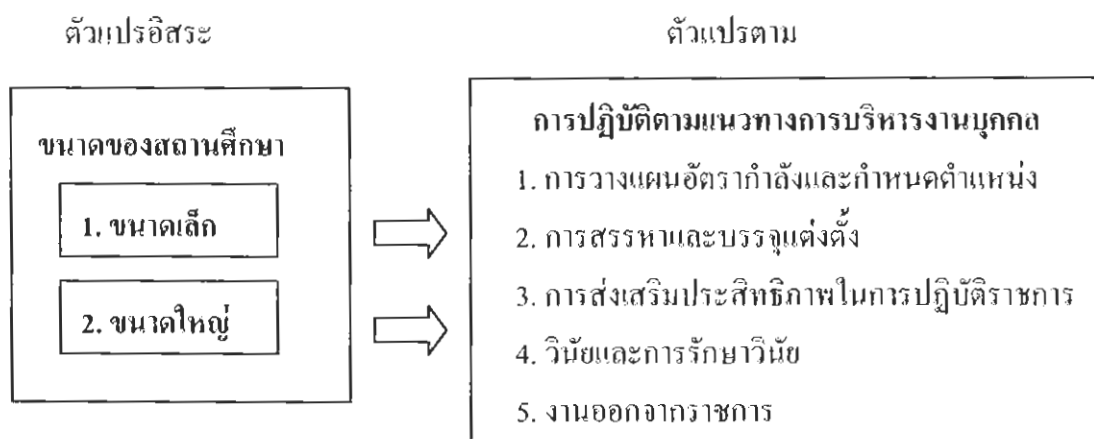 ตัวแปรอิสระ
ตัวแปรตาม
ขนาดของสถานศึกษา
1. ขนาดเล็ก
2. ขนาดใหญ่
การปฏิบัติตามแนวทางการบริหารงานบุคคล
1. การวางแผนอัตรากำลังและกำหนดตำแหน่ง
2. การสรรหาและบรรจุแต่งตั้ง
3. การส่งเสริมประสิทธิภาพในการปฏิบัติราชการ
4. วินัยและการรักษาวินัย
5. งานออกจากราชการ